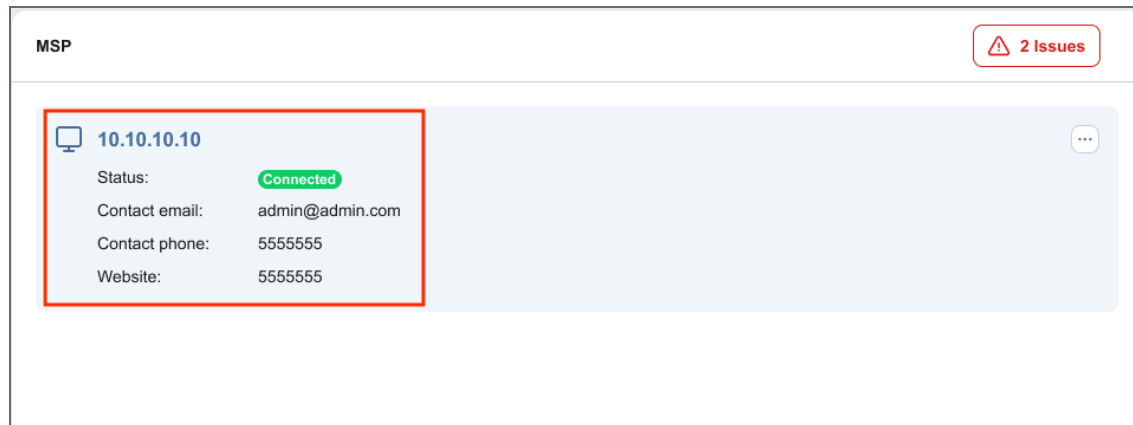 MSP
2 Issues
10.10.10.10
Status: Connected
Contact email: admin@admin.com
Contact phone: 5555555
Website: 5555555